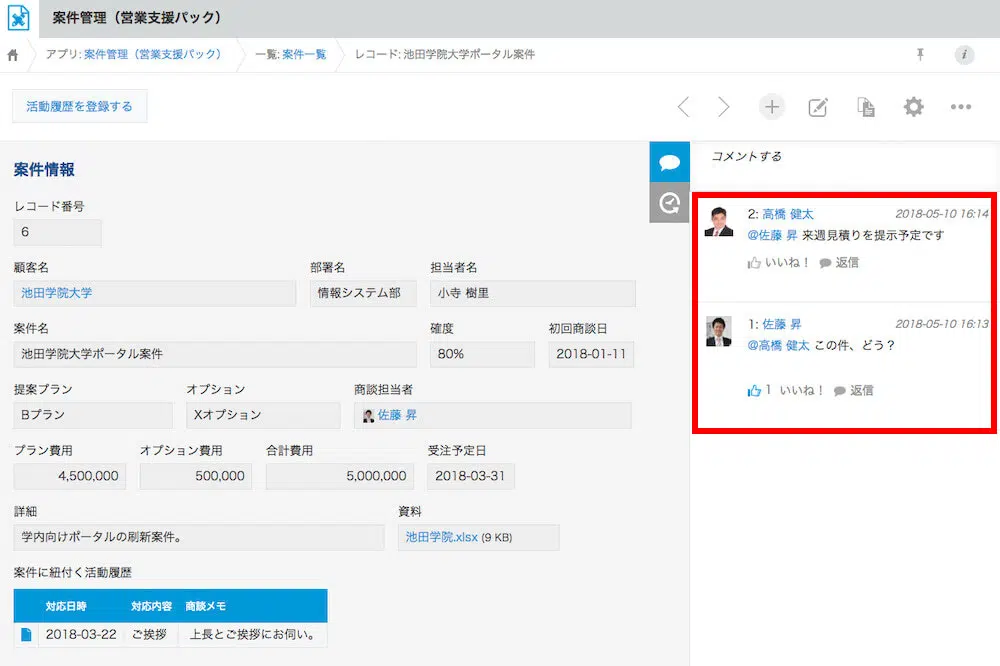 案件管理（営業支援パック）
アプリ: 案件管理（営業支援パック） 一覧: 案件一覧 レコード: 池田学院大学ポータル案件
活動履歴を登録する
案件情報
レコード番号
6
顧客名 部署名 担当者名
池田学院大学 情報システム部 小寺 樹里
案件名 確度 初回商談日
池田学院大学ポータル案件 80% 2018-01-11
提案プラン オプション 商談担当者
Bプラン Xオプション 佐藤 昇
プラン費用 オプション費用 合計費用 受注予定日
4,500,000 500,000 5,000,000 2018-03-31
詳細 資料
学内向けポータルの刷新案件。 池田学院.xlsx (9 KB)
案件に紐付く活動履歴
対応日時 対応内容 商談メモ
2018-03-22 ご挨拶 上長とご挨拶にお伺い。
コメントする
2: 高橋 健太 2018-05-10 16:14
@佐藤 昇 来週見積りを提示予定です
いいね！ 返信
1: 佐藤 昇 2018-05-10 16:13
@高橋 健太 この件、どう？
1 いいね！ 返信